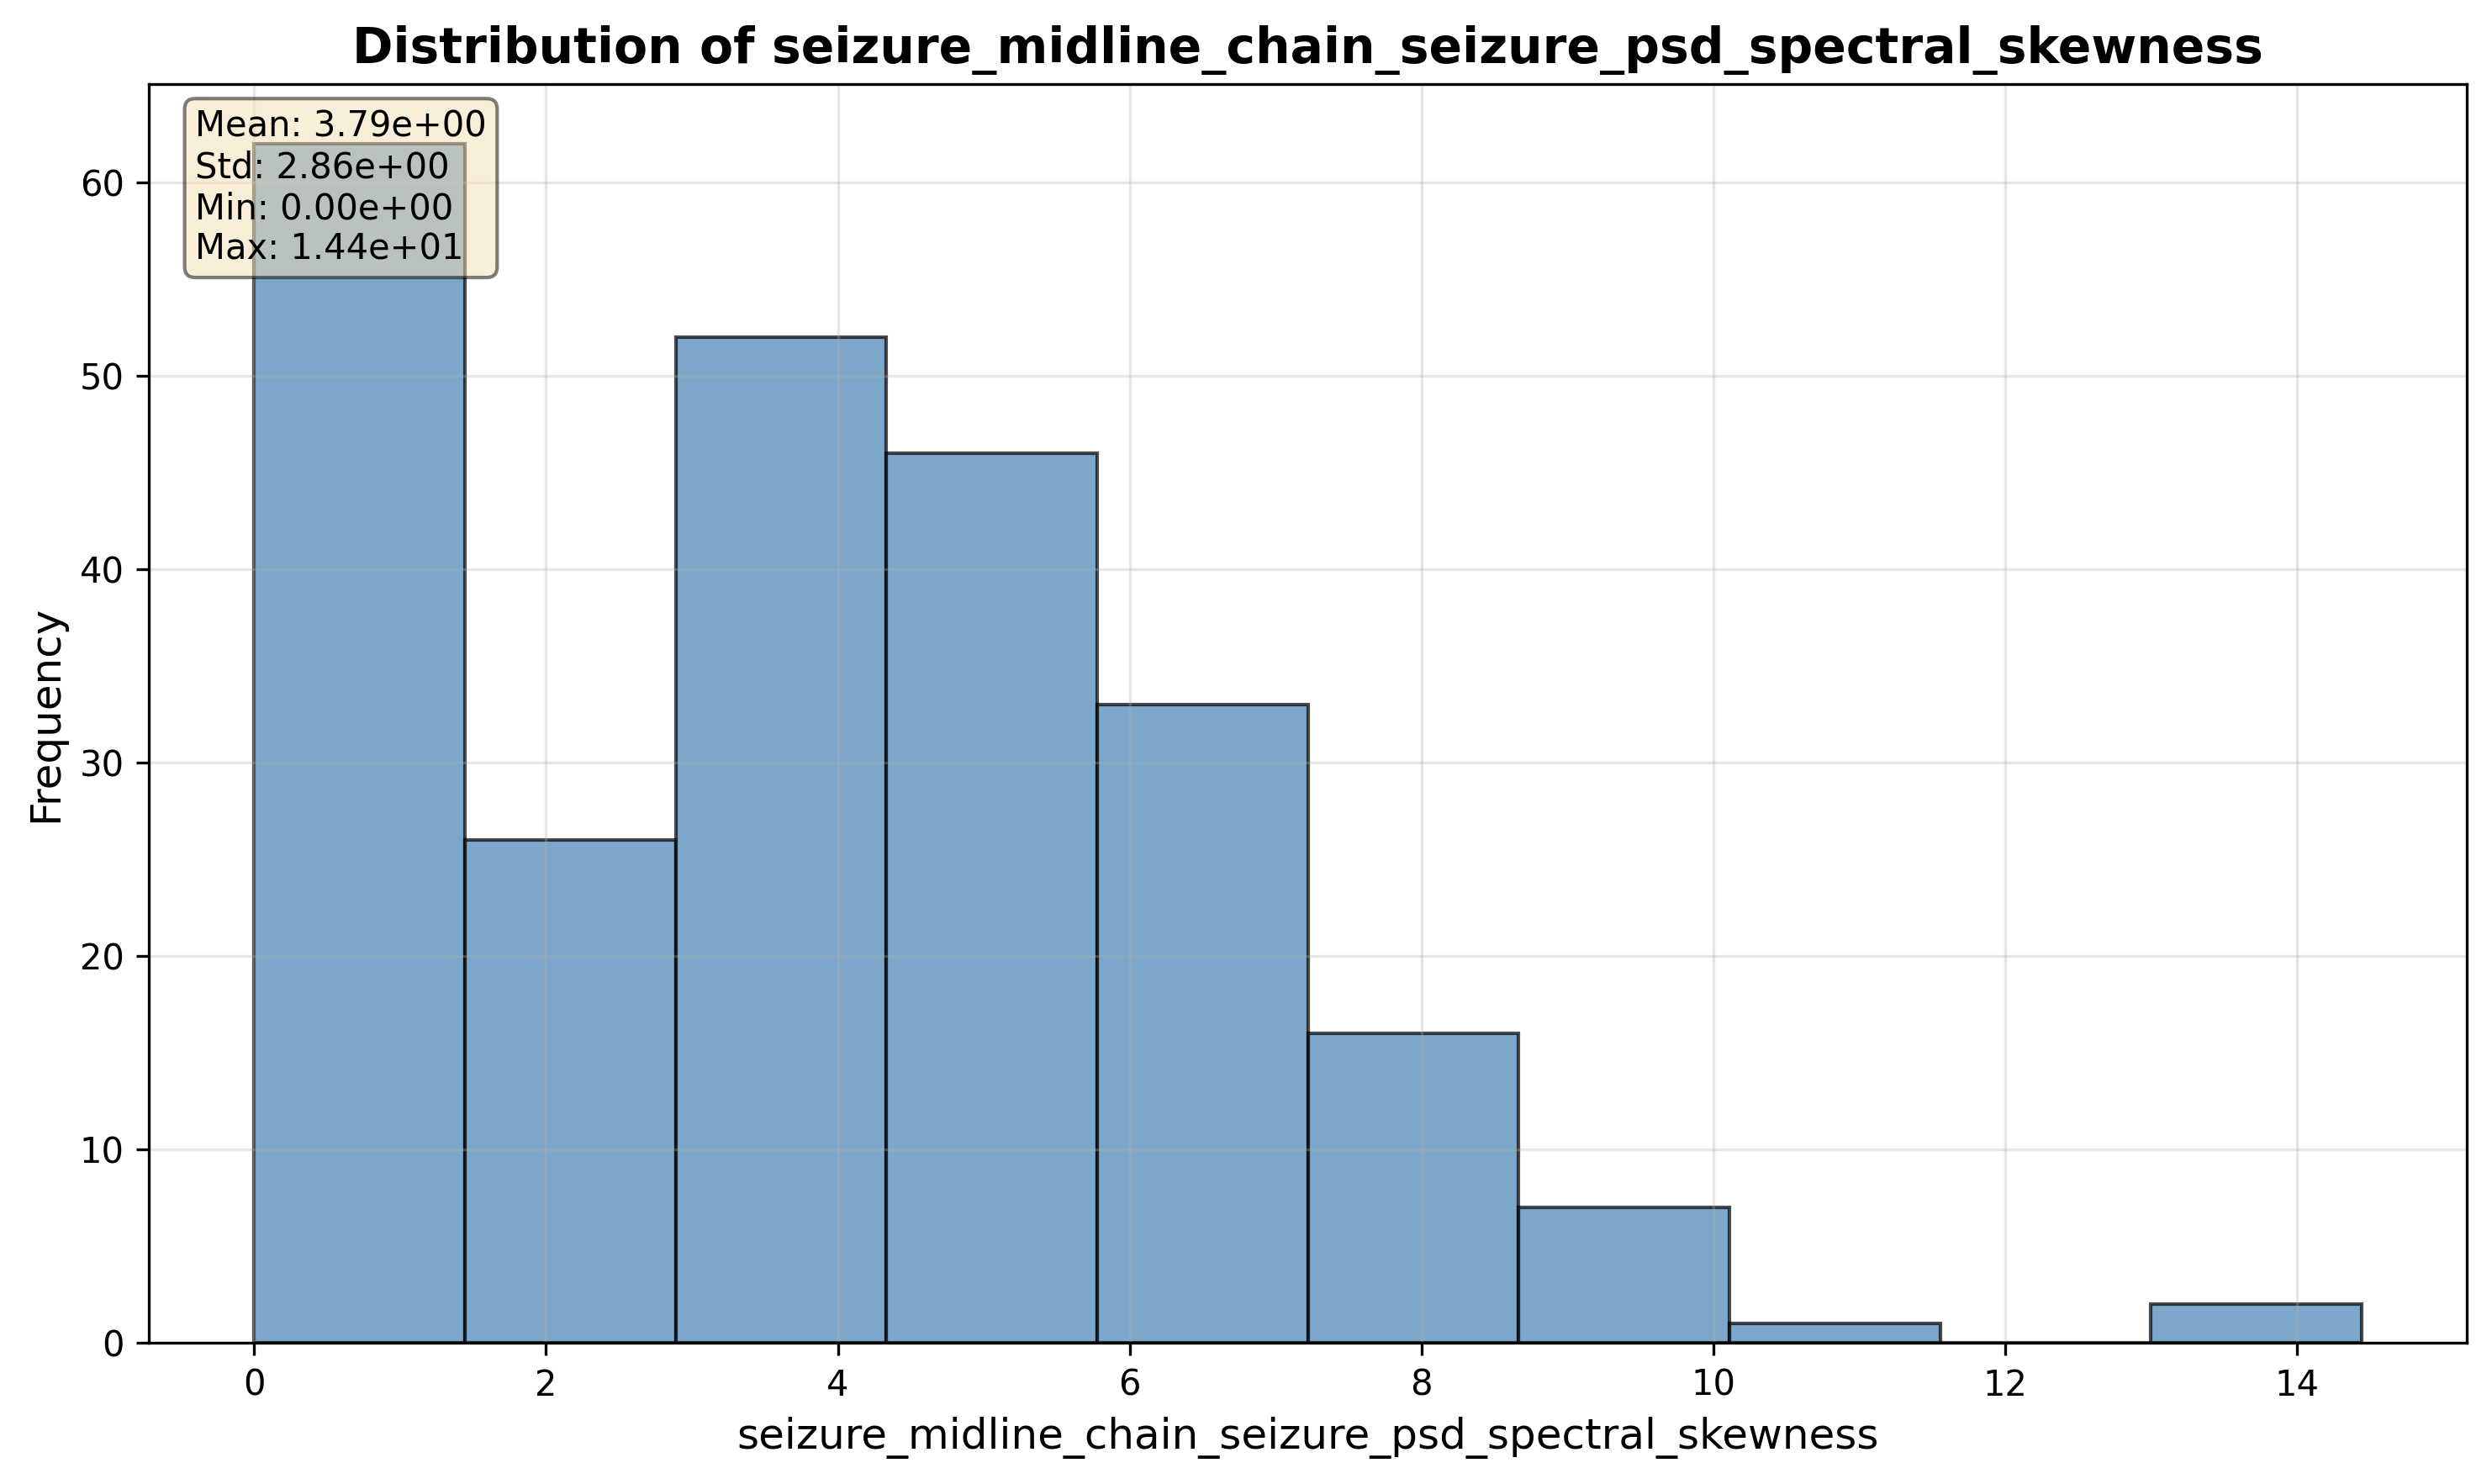 Distribution of seizure_midline_chain_seizure_psd_spectral_skewness
Mean: 3.79e+00
Std: 2.86e+00
Min: 0.00e+00
Max: 1.44e+01
60
50
40
30
20
10
0
Frequency
0 2 4 6 8 10 12 14
seizure_midline_chain_seizure_psd_spectral_skewness